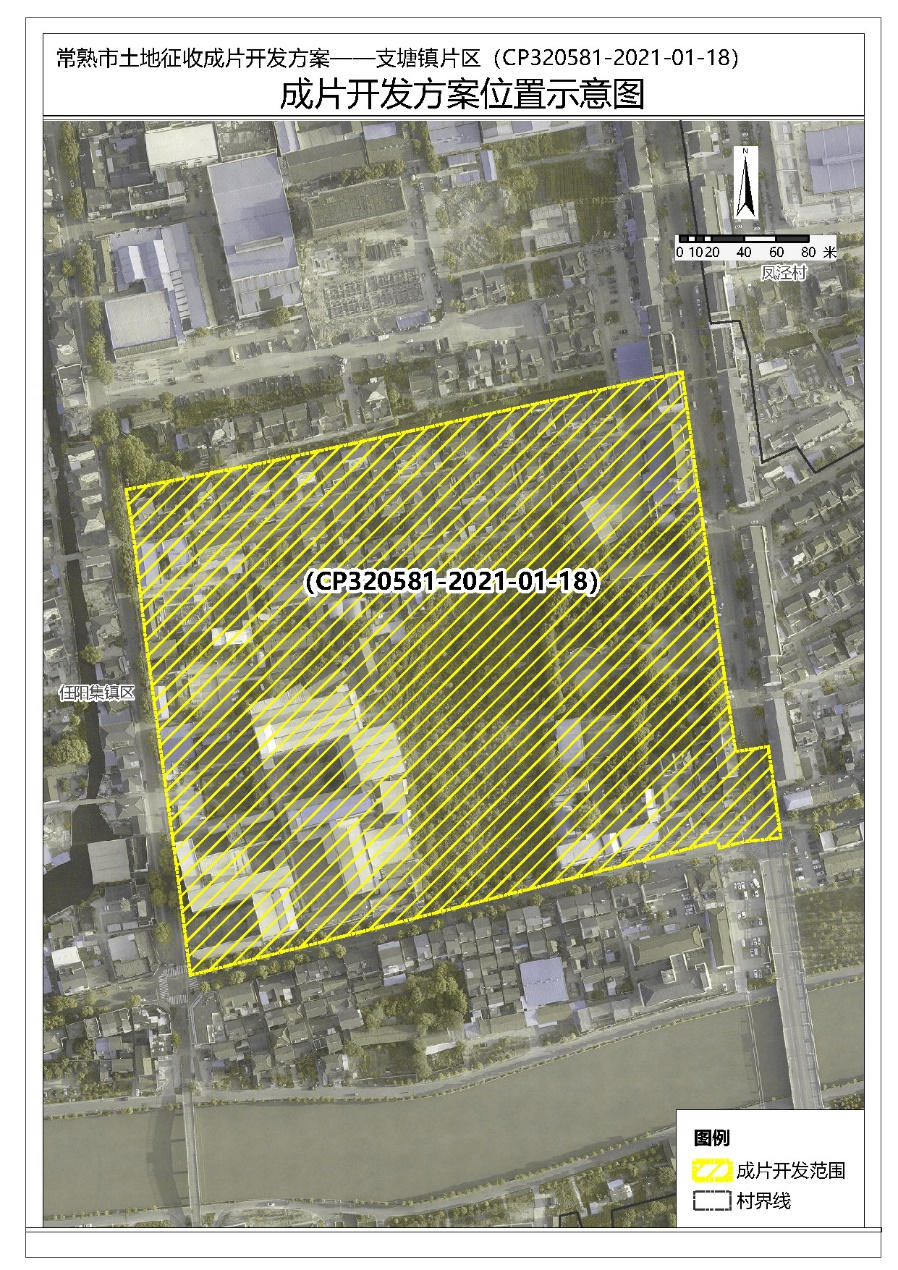 常熟市土地征收成片开发方案——支塘镇片区（CP320581-2021-01-18）
成片开发方案位置示意图
N
0 10 20 40 60 80 米
凤泾村
(CP320581-2021-01-18)
任阳集镇区
图例
成片开发范围
村界线